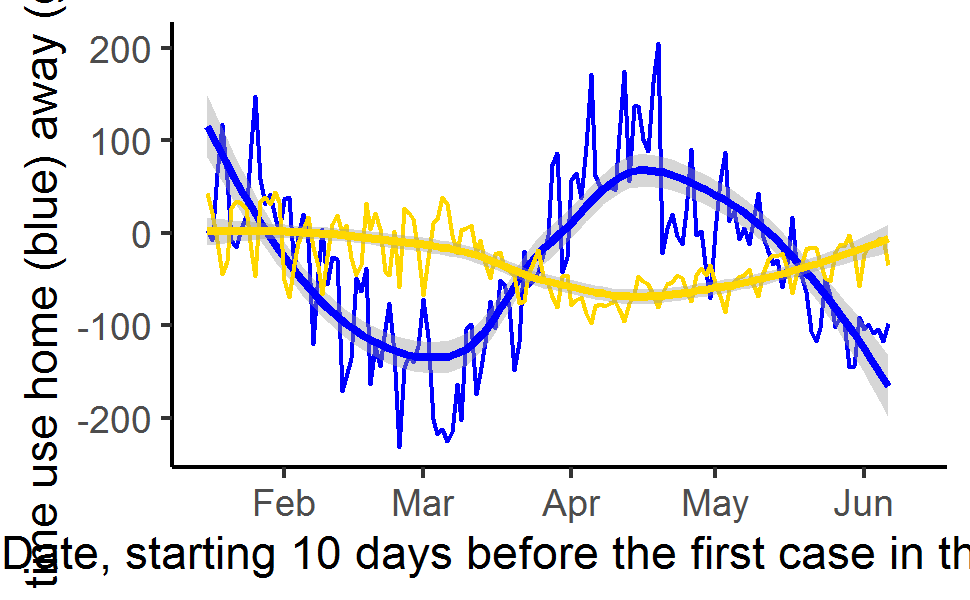 time use home (blue) away (
200
100
0
-100
-200
Feb Mar Apr May Jun
Date, starting 10 days before the first case in th